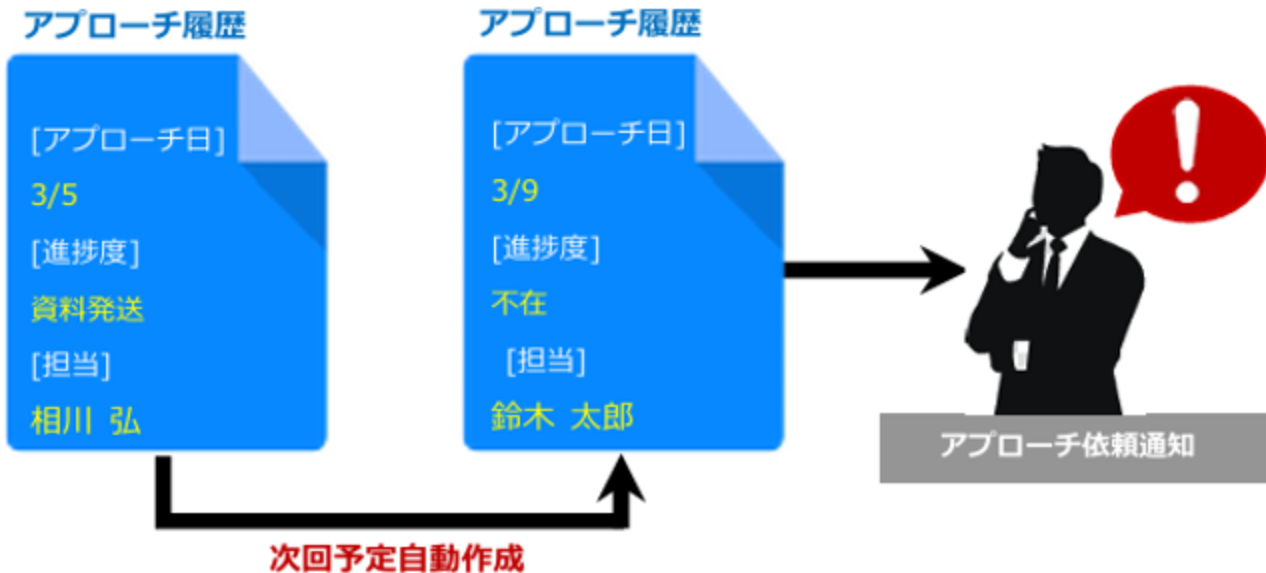 アプローチ履歴
[アプローチ日]
3/5
[進捗度]
資料発送
[担当]
相川 弘
アプローチ履歴
[アプローチ日]
3/9
[進捗度]
不在
[担当]
鈴木 太郎
次回予定自動作成
!
アプローチ依頼通知